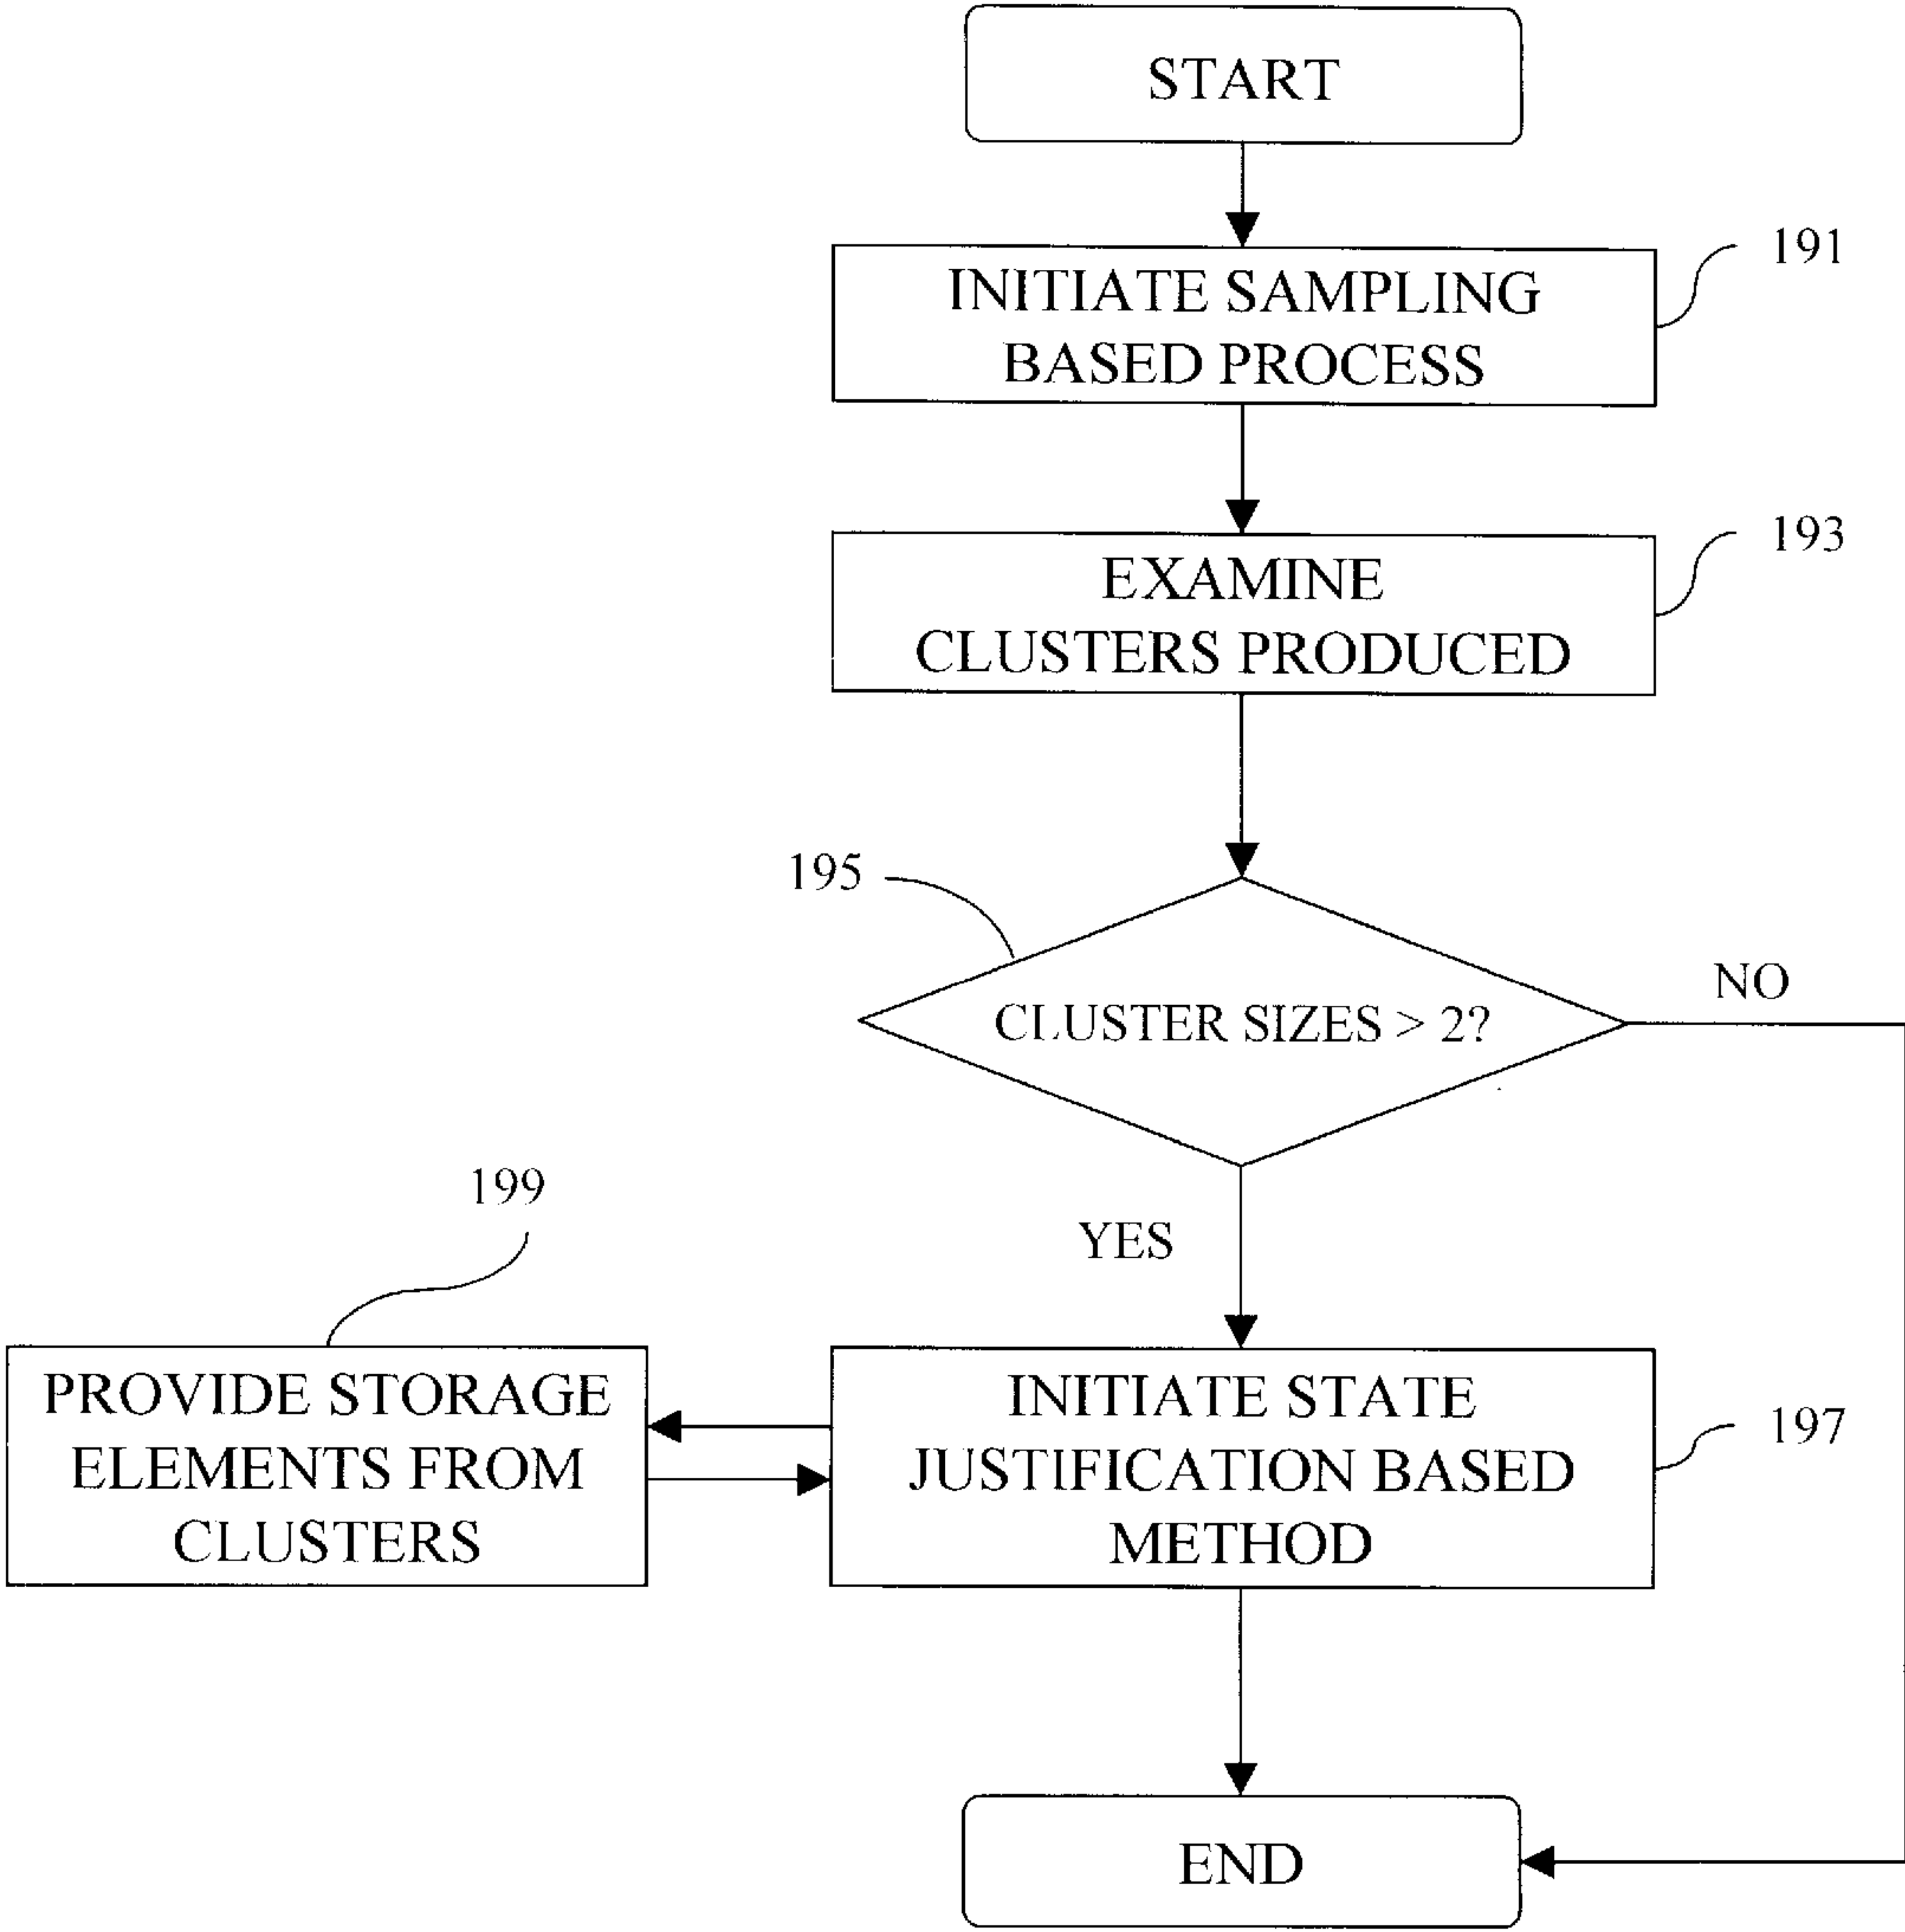 START
191
INITIATE SAMPLING
BASED PROCESS
193
EXAMINE
CLUSTERS PRODUCED
195
CLUSTER SIZES > 2?
NO
YES
199
PROVIDE STORAGE
ELEMENTS FROM
CLUSTERS
INITIATE STATE
JUSTIFICATION BASED
METHOD
197
END